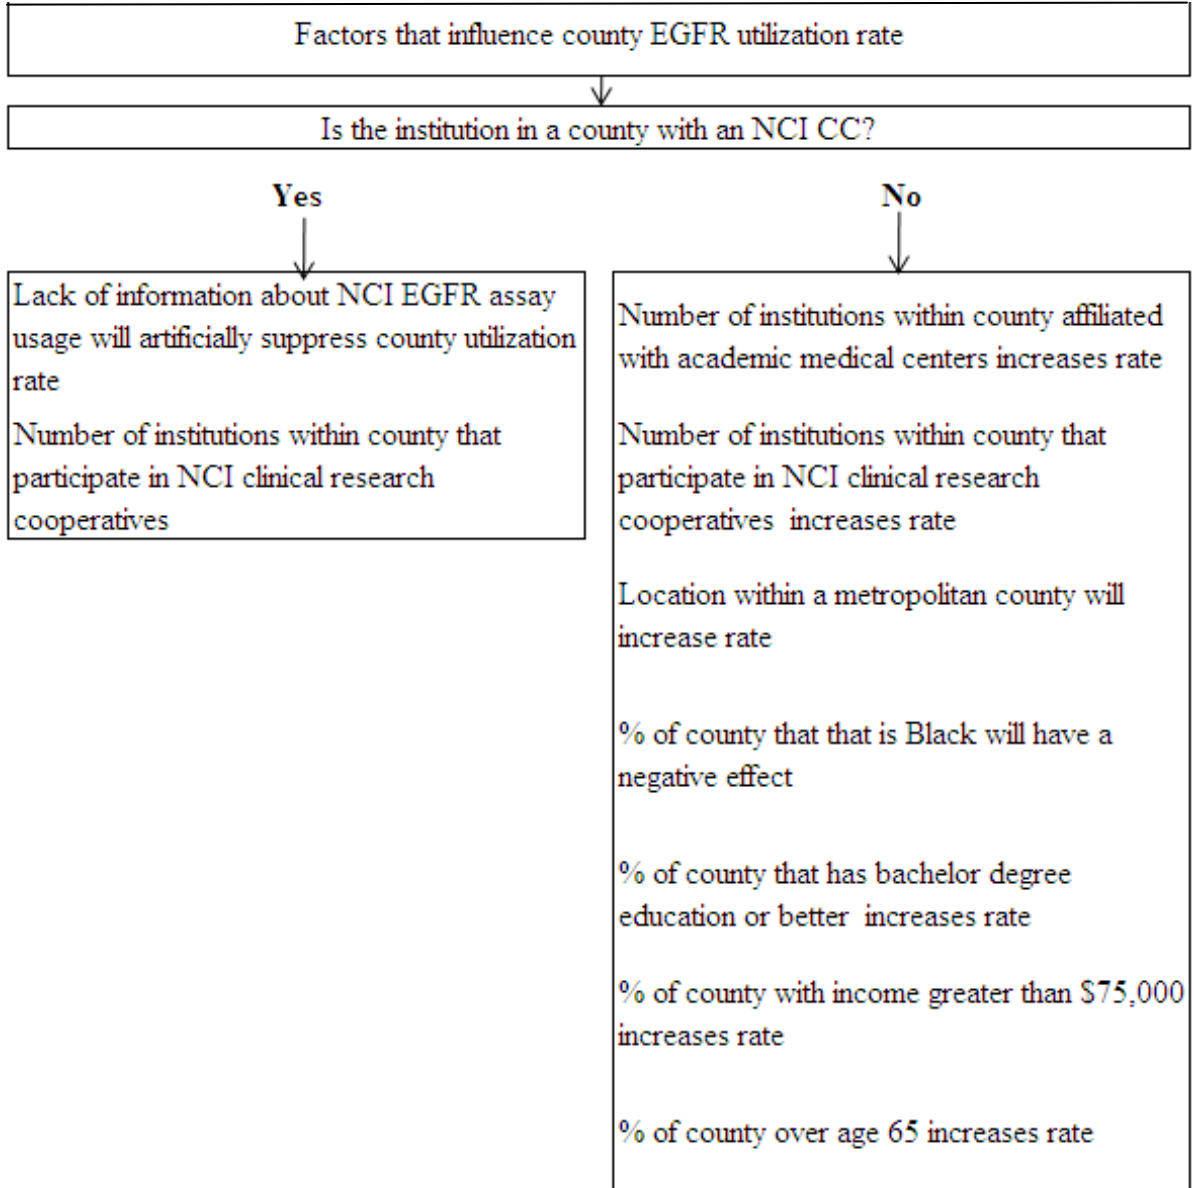 Factors that influence county EGFR utilization rate
Is the institution in a county with an NCI CC?
Yes
No
Lack of information about NCI EGFR assay
usage will artificially suppress county utilization
rate
Number of institutions within county that
participate in NCI clinical research
cooperatives
Number of institutions within county affiliated
with academic medical centers increases rate
Number of institutions within county that
participate in NCI clinical research
cooperatives increases rate
Location within a metropolitan county will
increase rate
% of county that that is Black will have a
negative effect
% of county that has bachelor degree
education or better increases rate
% of county with income greater than $75,000
increases rate
% of county over age 65 increases rate